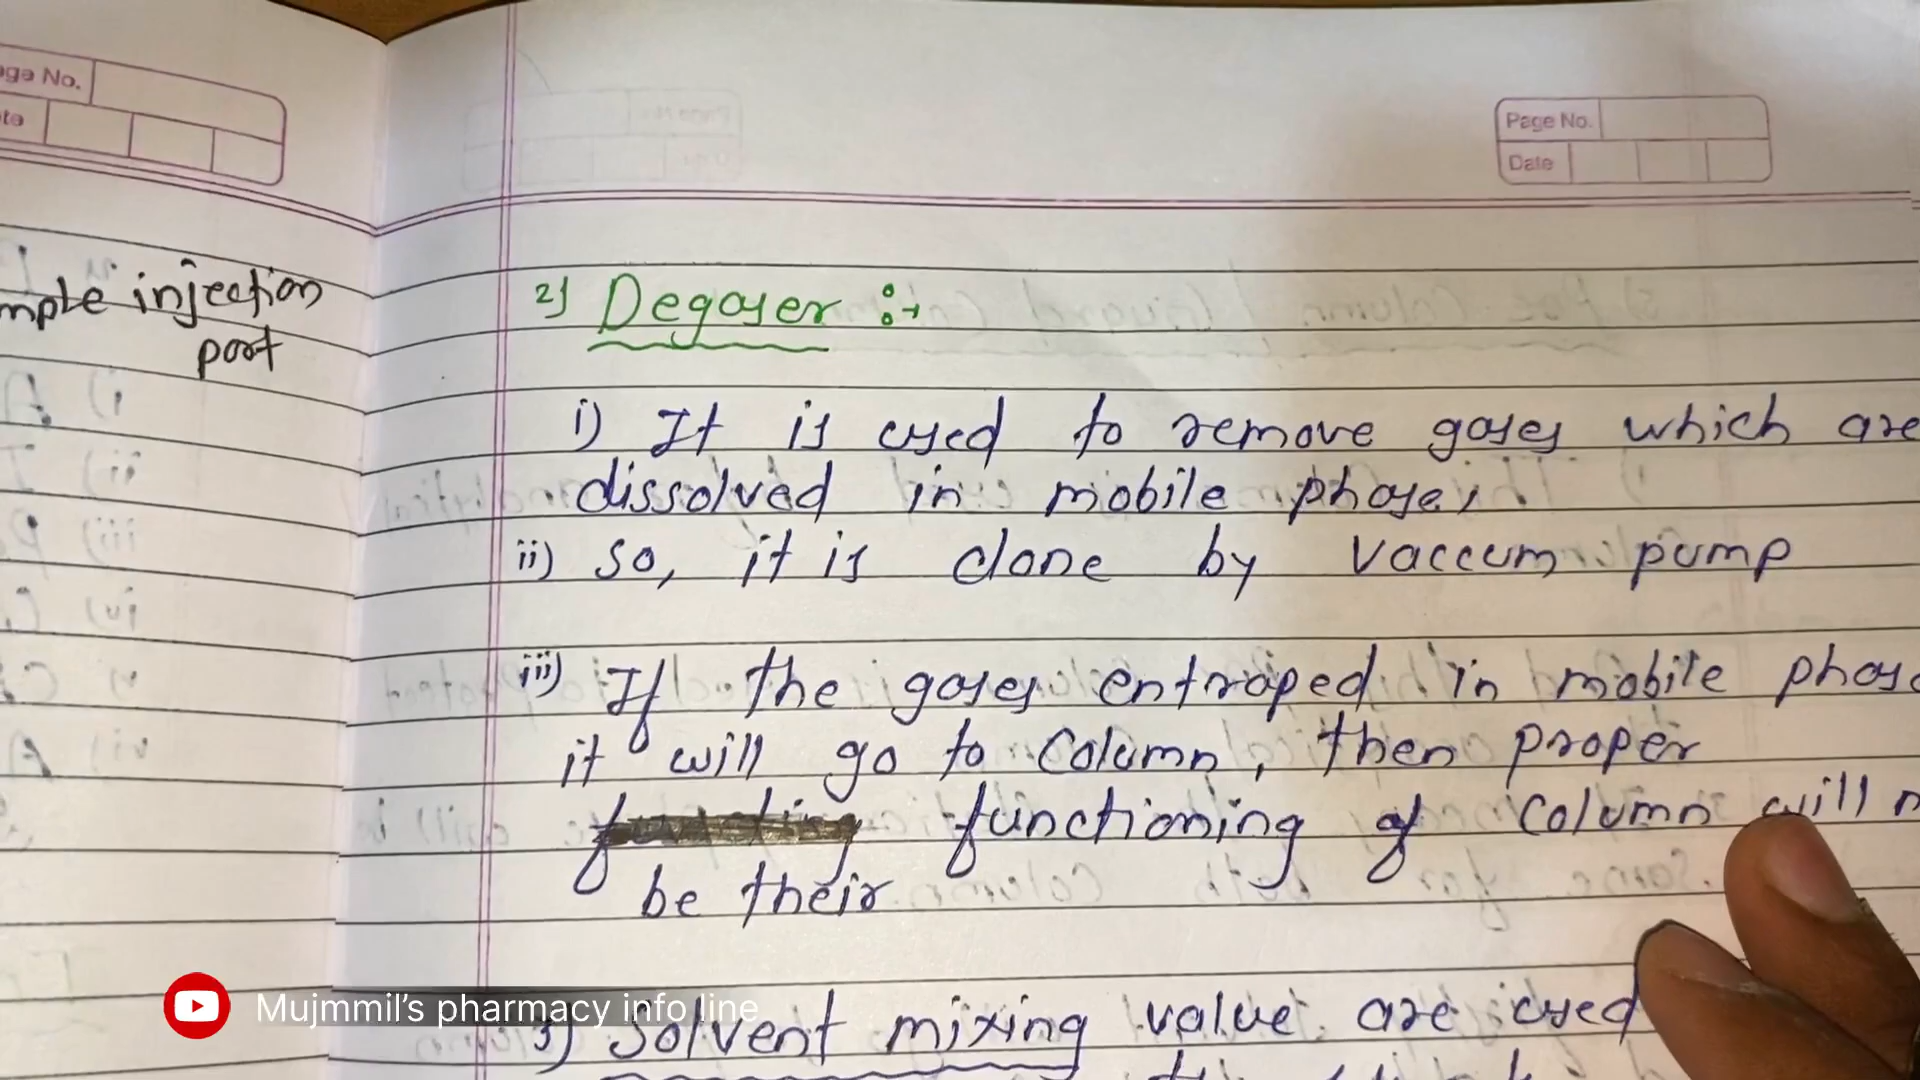 Page No.
injection
port
Page No.
Date
2) Degaser :→
i) It is used to remove gases which are
dissolved in mobile phase,
ii) so, it is done by vaccum pump
iii) If the gases entraped in mobile phase
it will go to column, then proper
functioning of column will
be their
3) Solvent mixing value are used
Mujmmil's pharmacy info line